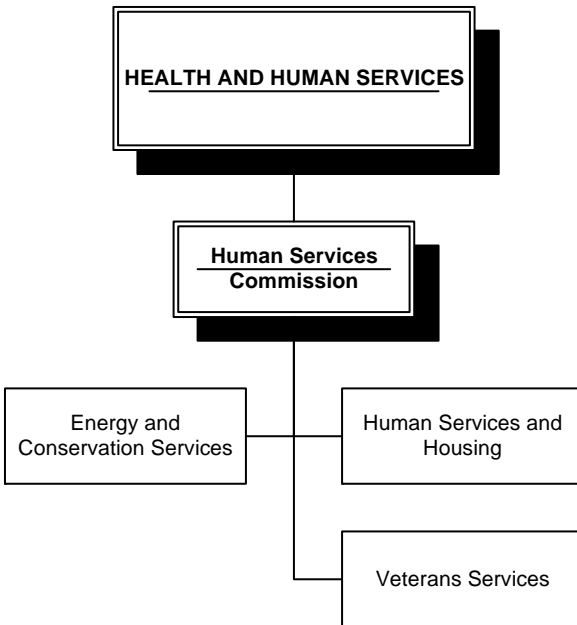 HEALTH AND HUMAN SERVICES
Human Services
Commission
Energy and
Conservation Services
Human Services and
Housing
Veterans Services